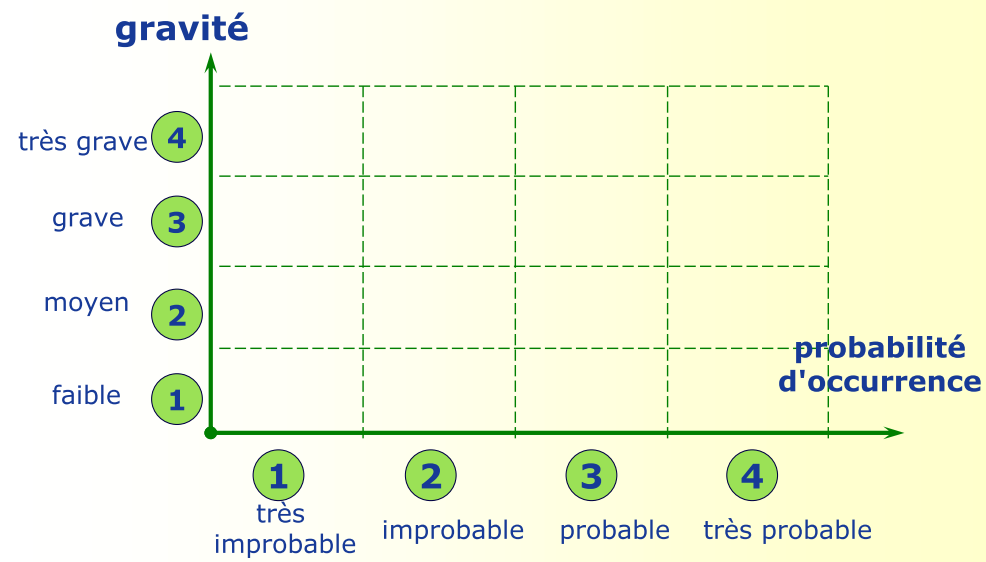 gravité
très grave 4
grave 3
moyen 2
probabilité
d'occurrence
faible 1
1 2 3 4
très
improbable
improbable
probable
très probable